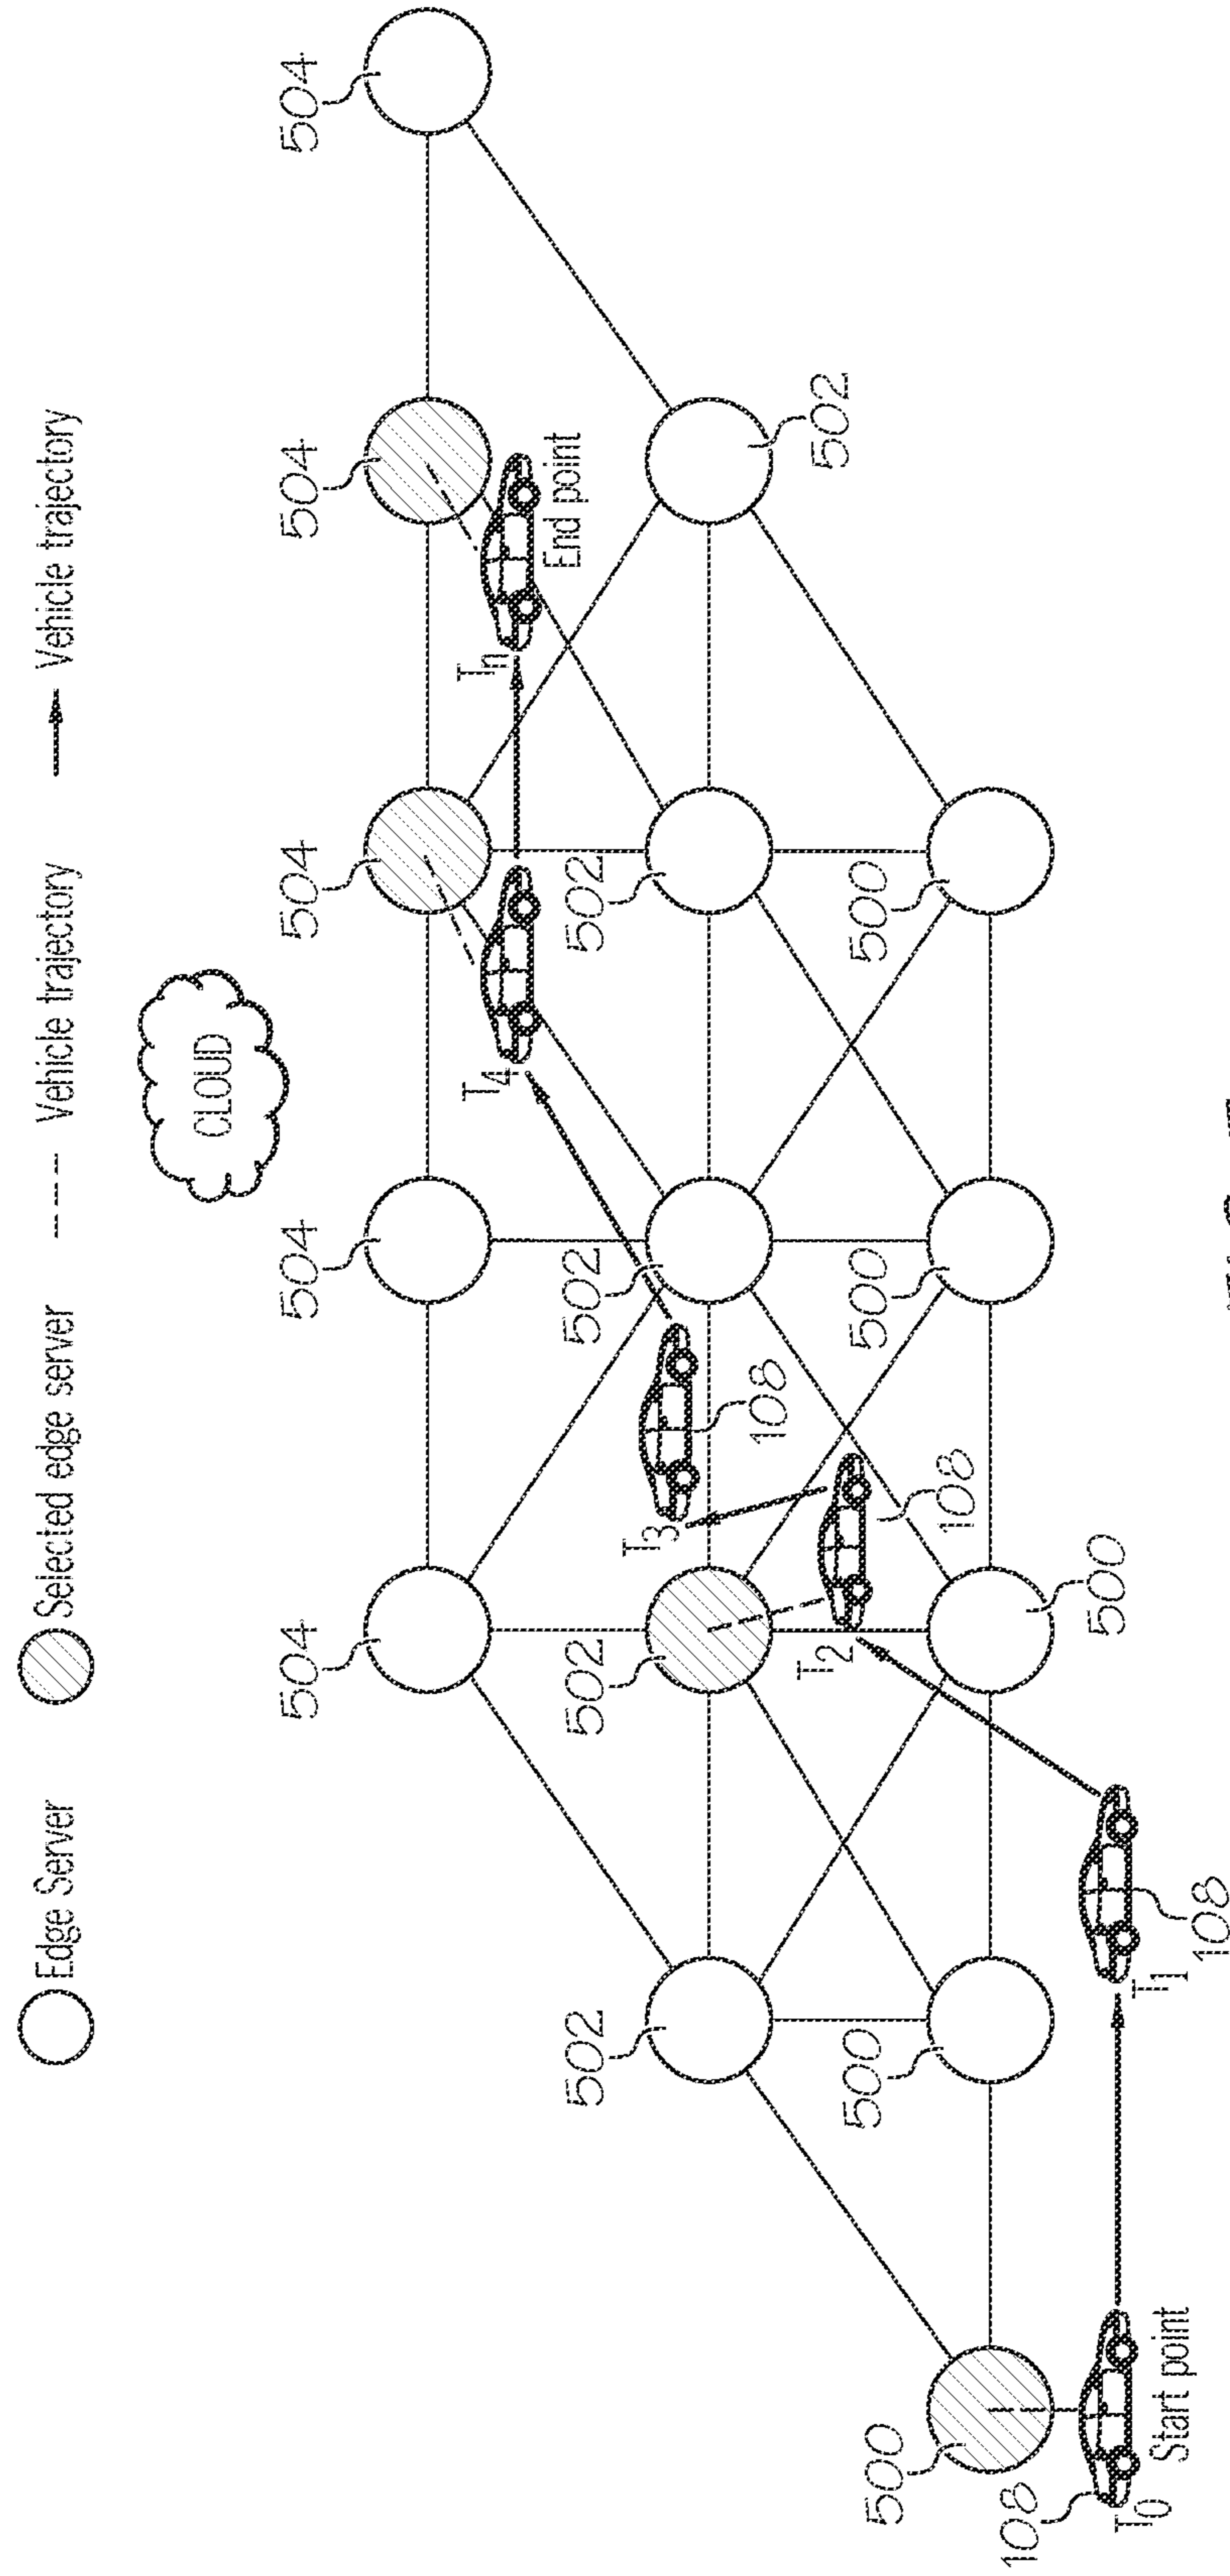 Edge Server
Selected edge server
Vehicle trajectory
Vehicle trajectory
CLOUD
504 504 504 504 504
T4 Tn
End point
502 502 502 502
T3
108
T2
502
500 500 500 500
108
108
500
T0 Start point T1
108